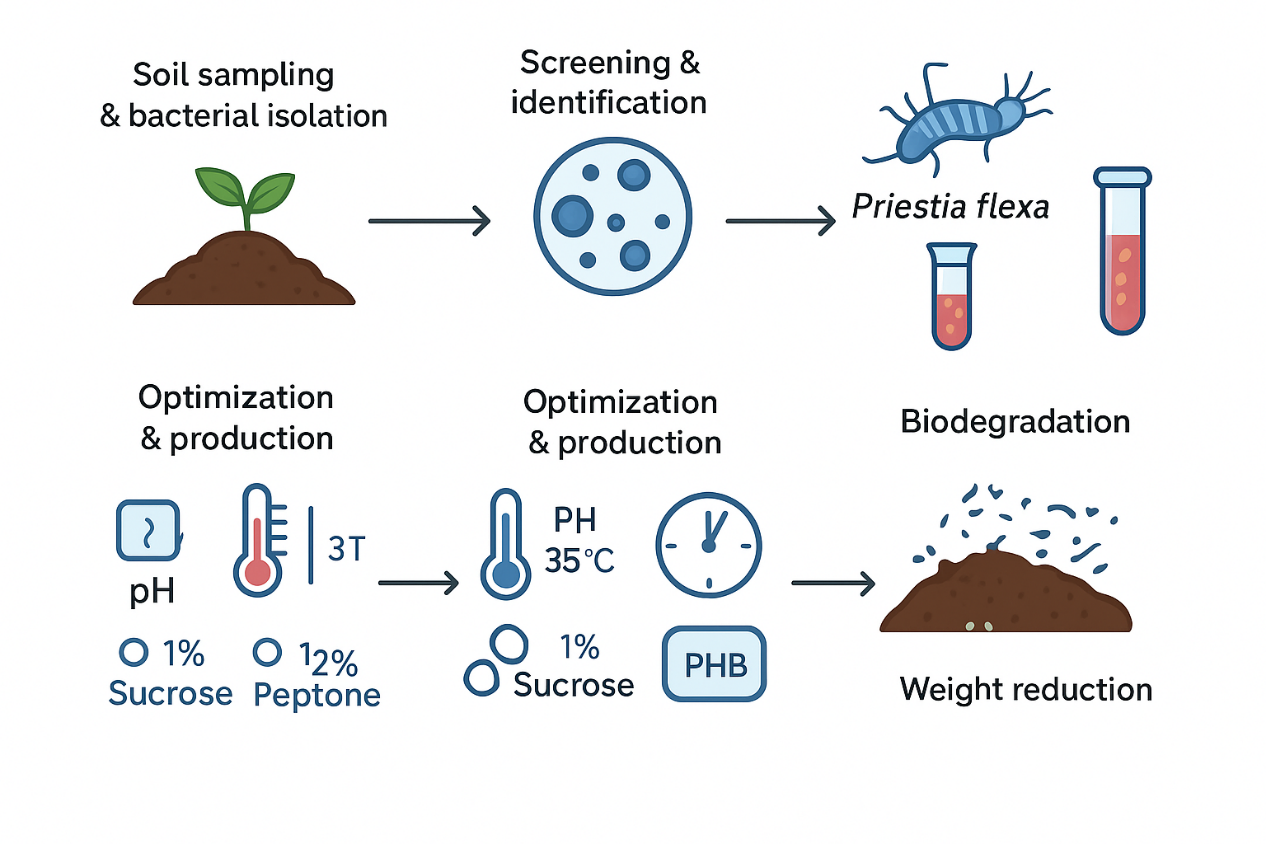 Soil sampling
& bacterial isolation
Screening &
identification
Priestia flexa
Optimization
& production
pH
3T
1%
Sucrose
12%
Peptone
Optimization
& production
PH
35°C
1%
Sucrose
PHB
Biodegradation
Weight reduction